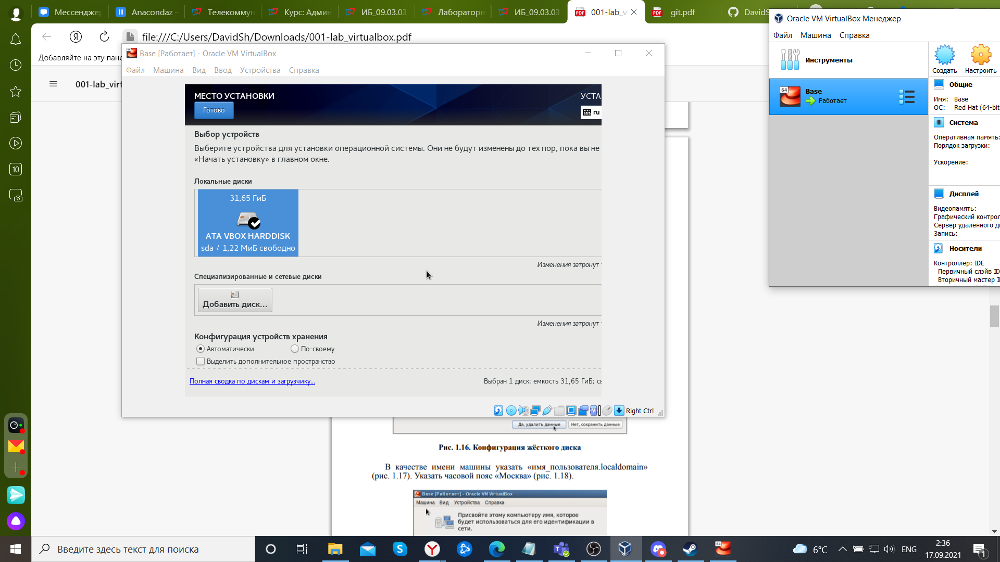 Мессендже
Anacondaz -
Телекоммун
Курс: Админ
ИБ_09.03.03
Лабораторн
ИБ_09.03.03
001-lab_v
git.pdf
DavidS
file:///C:/Users/DavidSh/Downloads/001-lab_virtualbox.pdf
Добавляйте на эту пане
001-lab_virt
10
Base [Работает] - Oracle VM VirtualBox
Файл Машина Вид Ввод Устройства Справка
МЕСТО УСТАНОВКИ
УСТА
Готово
ru
Выбор устройств
Выберите устройства для установки операционной системы. Они не будут изменены до тех пор, пока вы не
«Начать установку» в главном окне.
Локальные диски
31,65 ГиБ
ATA VBOX HARDDISK
sda / 1,22 МиБ свободно
Изменения затронут
Специализированные и сетевые диски
Добавить диск...
Изменения затронут
Конфигурация устройств хранения
Автоматически
По-своему
Выделить дополнительное пространство
Полная сводка по дискам и загрузчику...
Выбран 1 диск; емкость 31,65 ГиБ; св
Right Ctrl
Oracle VM VirtualBox Менеджер
Файл Машина Справка
Инструменты
Создать
Настроить
64
Base
Работает
Общие
Имя: Base
ОС: Red Hat (64-bit
Система
Оперативная память:
Порядок загрузки:
Ускорение:
Дисплей
Видеопамять:
Графический контрол
Сервер удалённого д
Запись:
Носители
Контроллер: IDE
Первичный слэйв ID
Вторичный мастер I
Да, удалить данные
Нет, сохранить данные
Рис. 1.16. Конфигурация жёсткого диска
В качестве имени машины указать «имя_пользователя.localdomain»
(рис. 1.17). Указать часовой пояс «Москва» (рис. 1.18).
Base [Работает] - Oracle VM VirtualBox
Машина Вид Устройства Справка
Присвойте этому компьютеру имя, которое
будет использоваться для его идентификации в
сети.
Введите здесь текст для поиска
6°C
ENG
2:36
17.09.2021
1